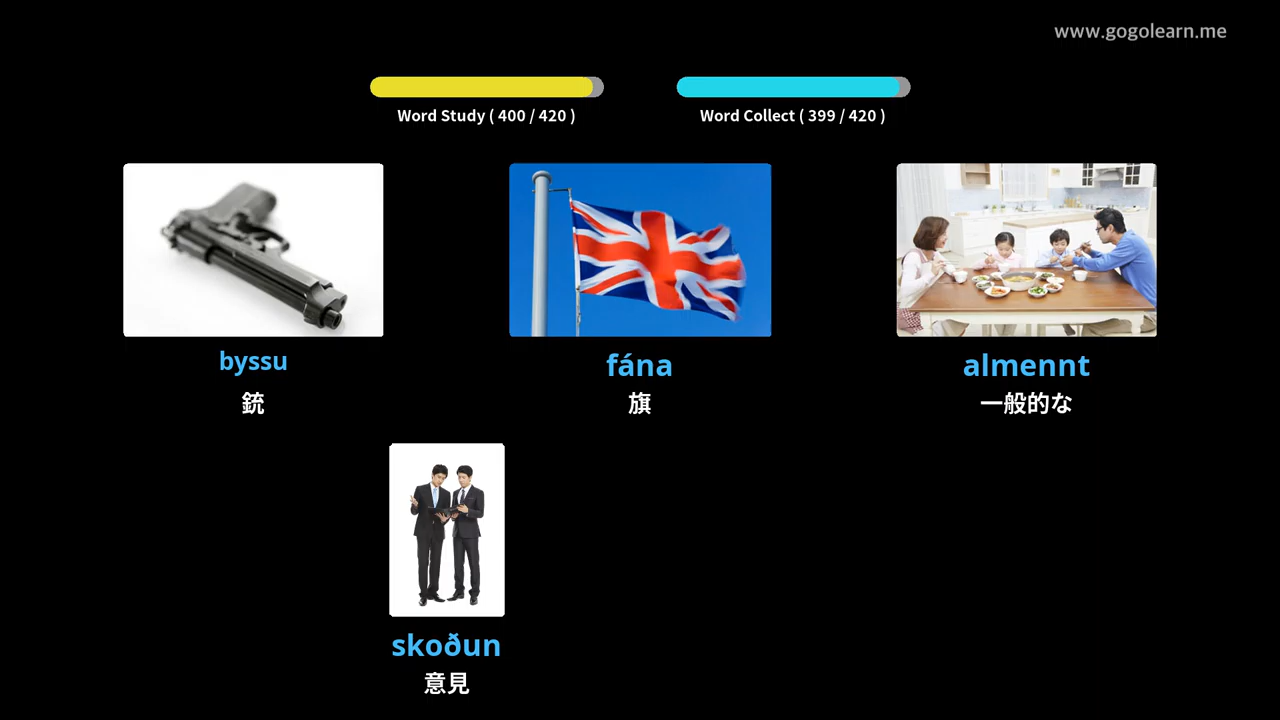 www.gogolearn.me
Word Study ( 400 / 420 )
Word Collect ( 399 / 420 )
byssu
銃
fána
旗
almennt
一般的な
skoðun
意見